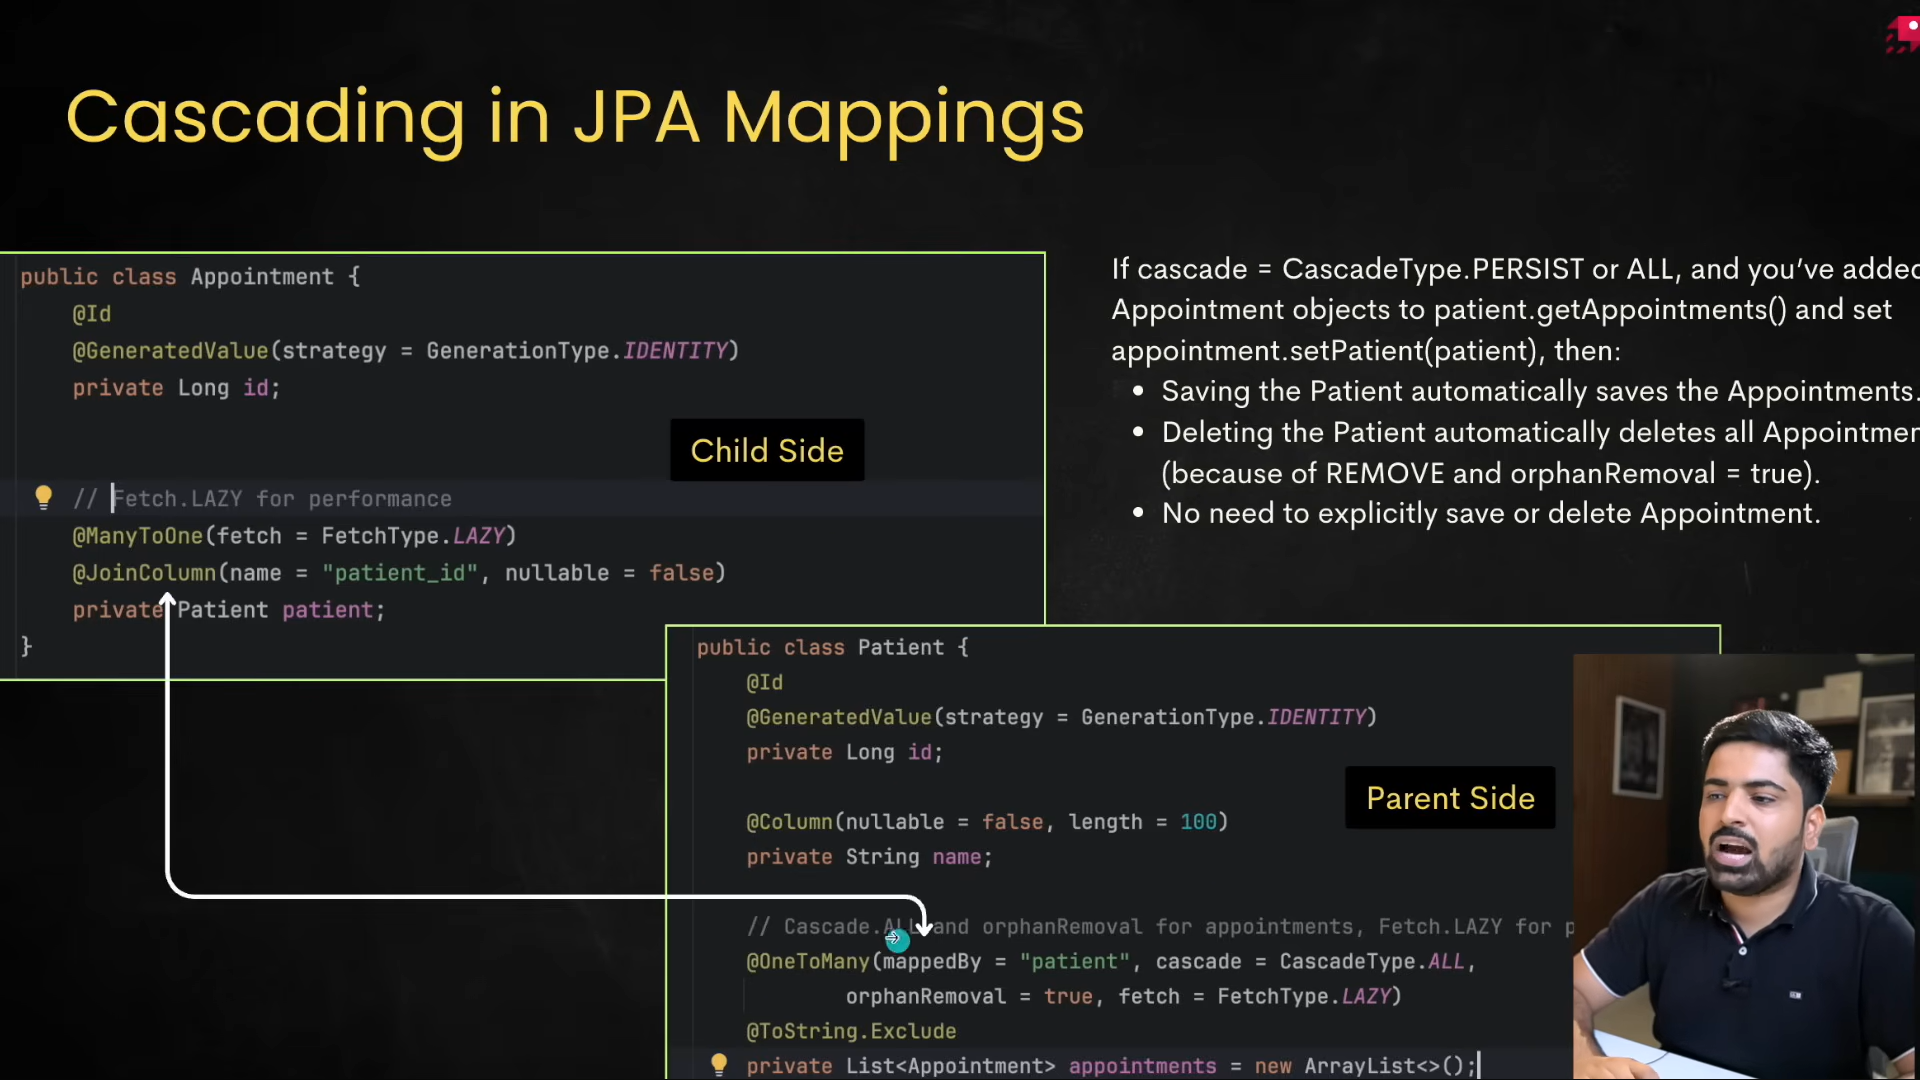 Cascading in JPA Mappings
public class Appointment {
@Id
@GeneratedValue(strategy = GenerationType.IDENTITY)
private Long id;
Child Side
// Fetch.LAZY for performance
@ManyToOne(fetch = FetchType.LAZY)
@JoinColumn(name = "patient_id", nullable = false)
private Patient patient;
}
If cascade = CascadeType.PERSIST or ALL, and you've added
Appointment objects to patient.getAppointments() and set
appointment.setPatient(patient), then:
• Saving the Patient automatically saves the Appointments.
• Deleting the Patient automatically deletes all
(because of REMOVE and orphanRemoval = true).
• No need to explicitly save or delete Appointment.
public class Patient {
@Id
@GeneratedValue(strategy = GenerationType.IDENTITY)
private Long id;
Parent Side
@Column(nullable = false, length = 100)
private String name;
// Cascade.ALL and orphanRemoval for appointments, Fetch.LAZY for
@OneToMany(mappedBy = "patient", cascade = CascadeType.ALL,
orphanRemoval = true, fetch = FetchType.LAZY)
@ToString.Exclude
private List<Appointment> appointments = new ArrayList<>();